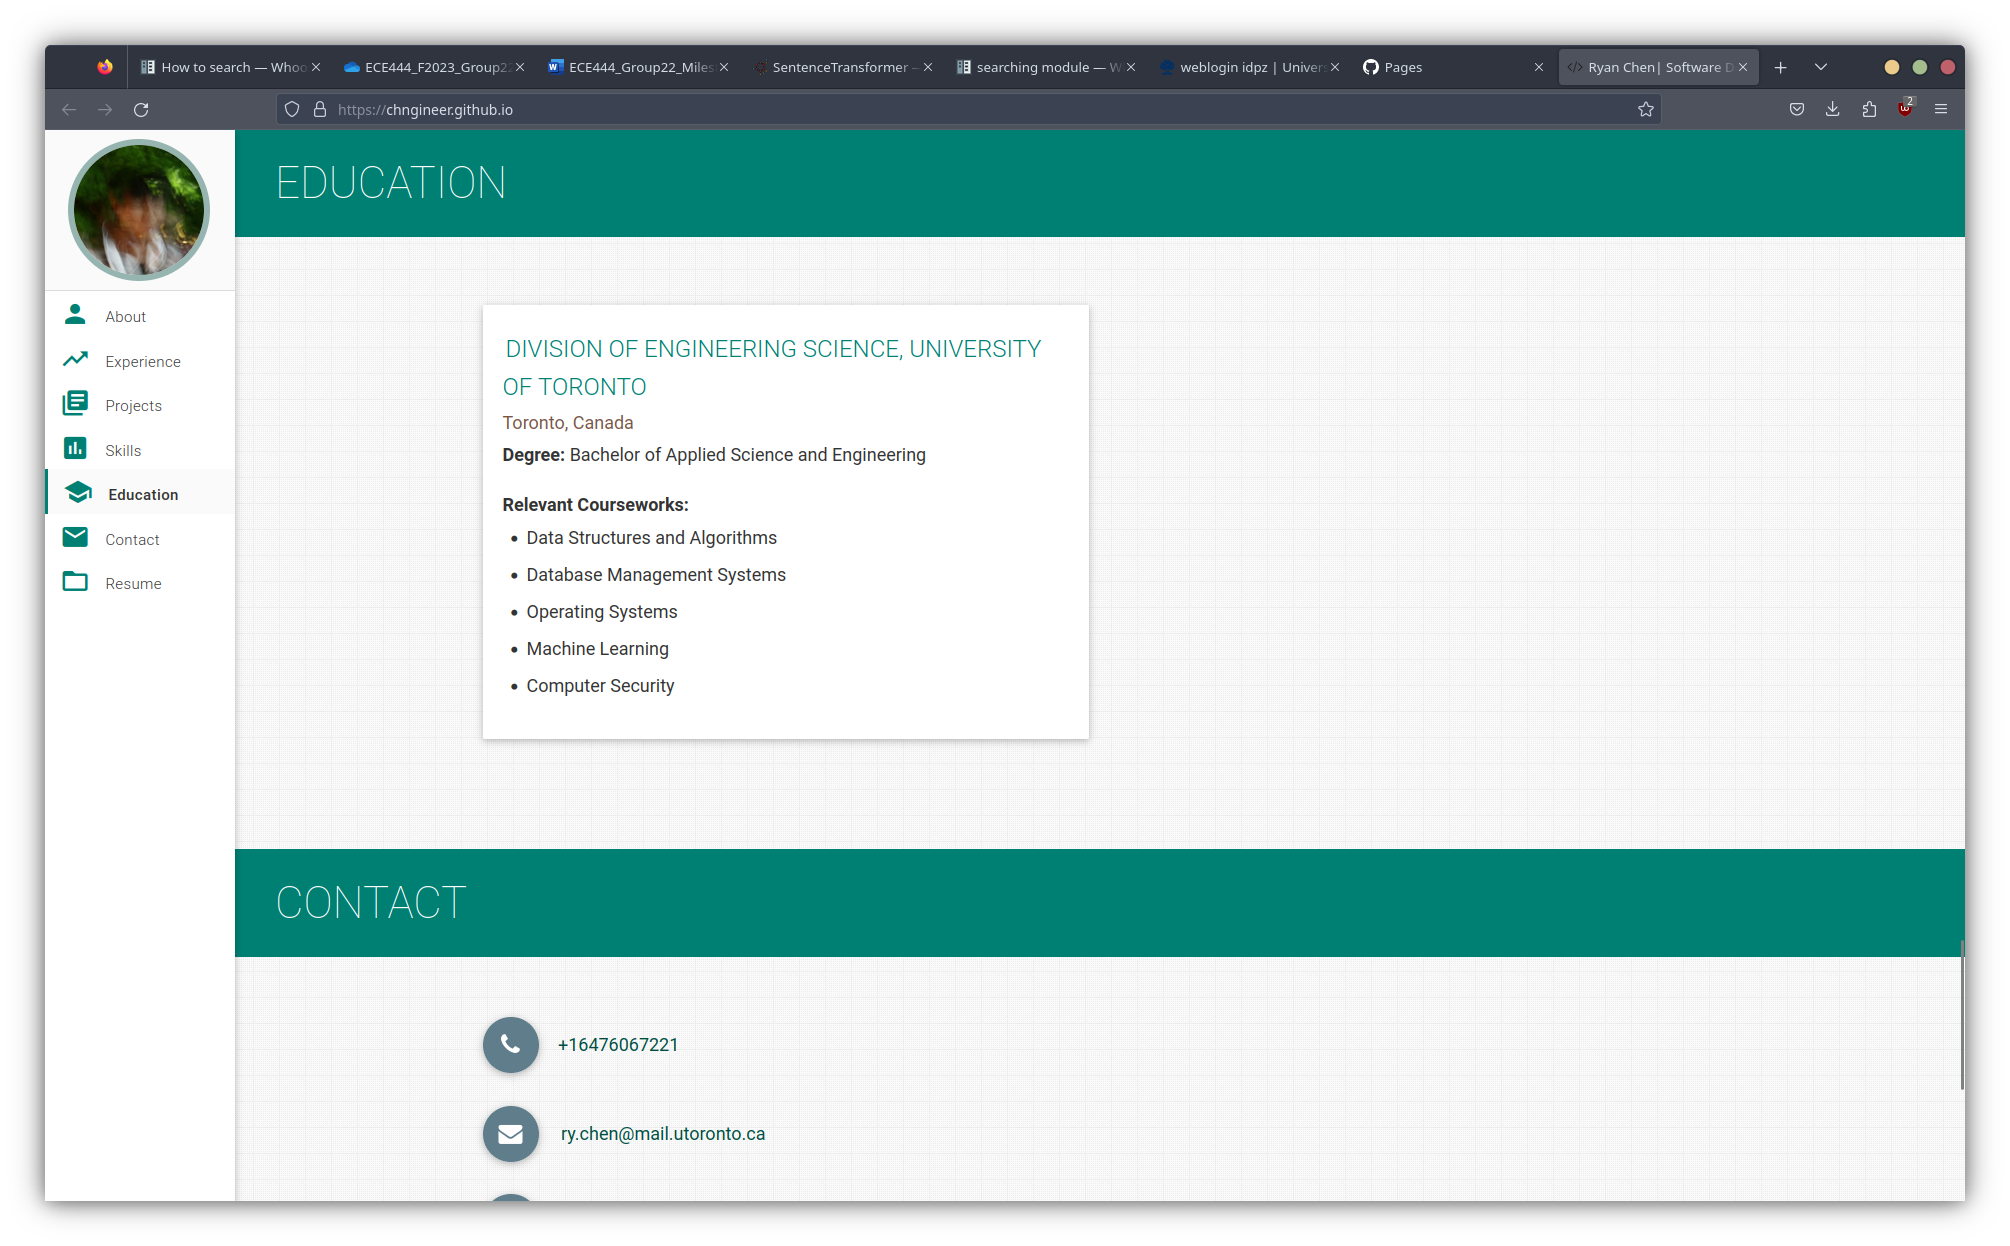 How to search — Whoo
ECE444_F2023_Group22
ECE444_Group22_Miles
SentenceTransformer —
searching module — W
weblogin idpz | Univers
Pages
Ryan Chen| Software D
https://chngineer.github.io
2
EDUCATION
About
Experience
Projects
Skills
Education
Contact
Resume
DIVISION OF ENGINEERING SCIENCE, UNIVERSITY
OF TORONTO
Toronto, Canada
Degree: Bachelor of Applied Science and Engineering
Relevant Courseworks:
• Data Structures and Algorithms
• Database Management Systems
• Operating Systems
• Machine Learning
• Computer Security
CONTACT
+16476067221
ry.chen@mail.utoronto.ca